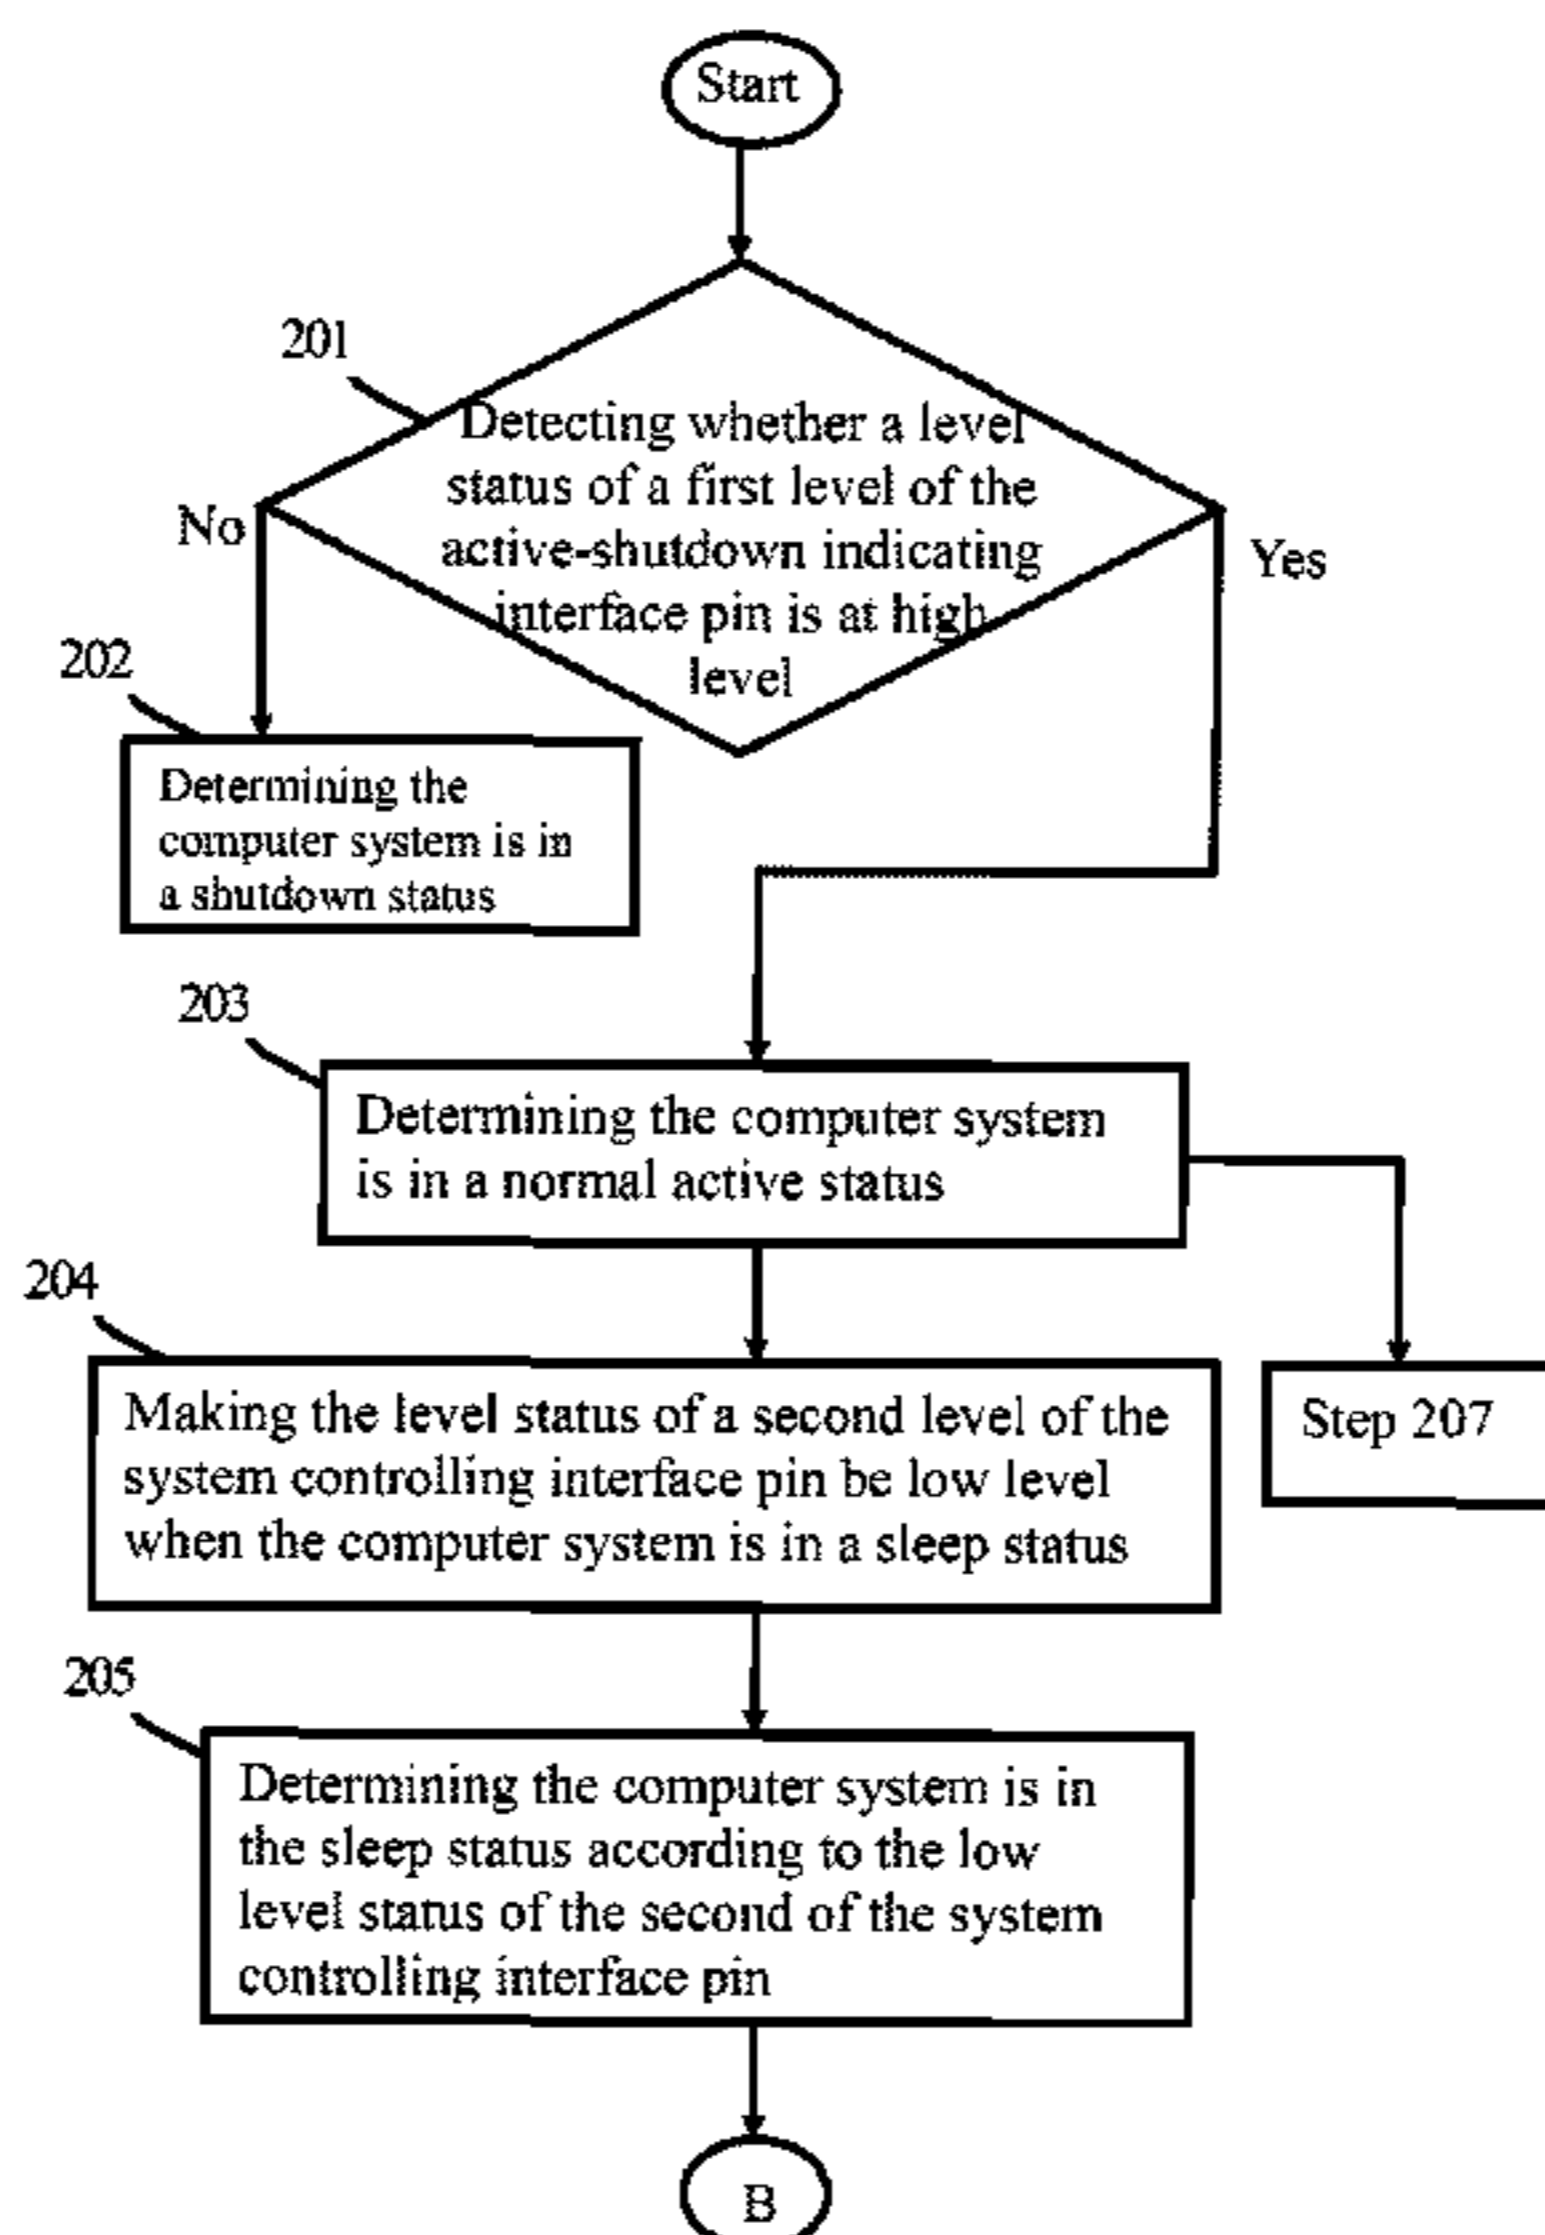 Start
201
Detecting whether a level
status of a first level of the
active-shutdown indicating
interface pin is at high
level
No
Yes
202
Determining the
computer system is in
a shutdown status
203
Determining the computer system
is in a normal active status
204
Making the level status of a second level of the
system controlling interface pin be low level
when the computer system is in a sleep status
Step 207
205
Determining the computer system is in
the sleep status according to the low
level status of the second of the system
controlling interface pin
B